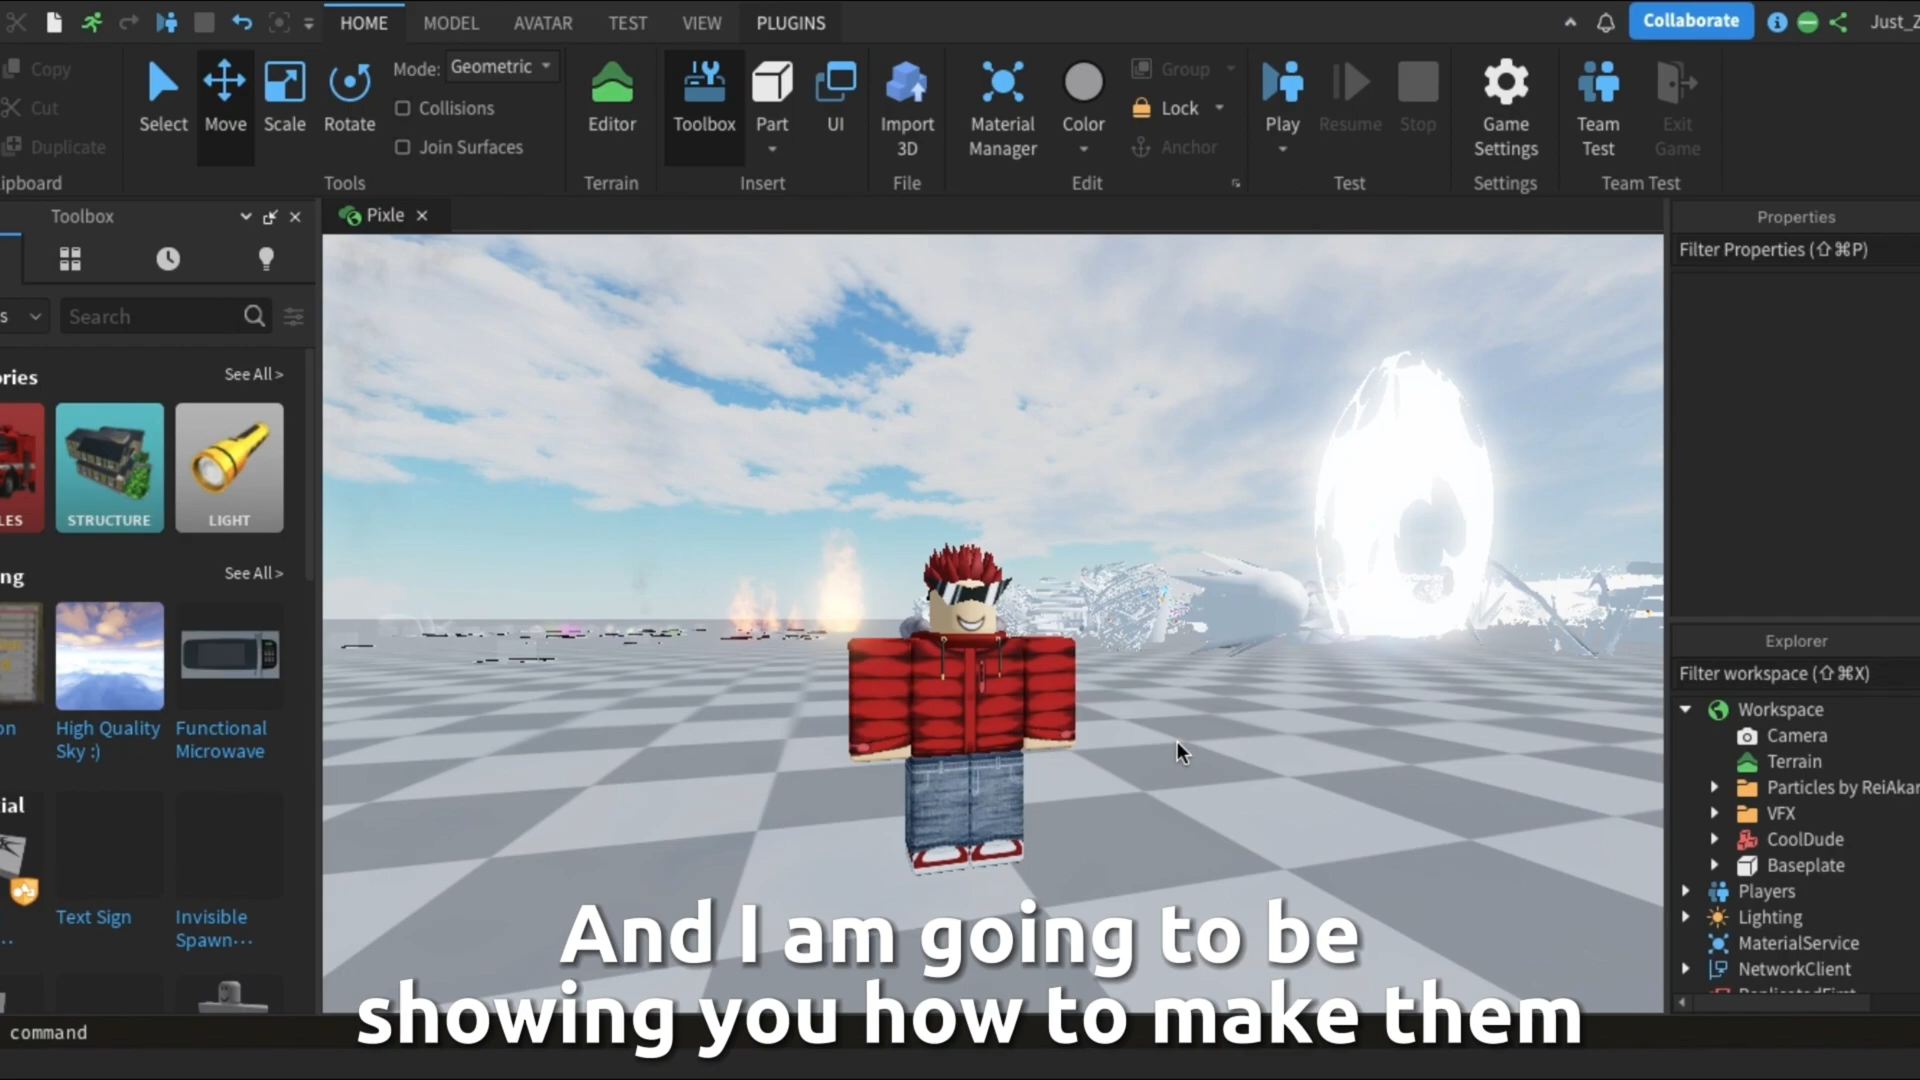 HOME MODEL AVATAR TEST VIEW PLUGINS
Collaborate
Copy
Cut
Duplicate
Select Move Scale Rotate
Mode: Geometric
Collisions
Join Surfaces
Tools
Editor
Terrain
Toolbox Part UI
Insert
Import
3D
File
Material
Manager
Color
Group
Lock
Anchor
Edit
Play Resume Stop
Test
Game
Settings
Settings
Team
Test
Exit
Game
Team Test
Toolbox
Pixle
Search
See All >
STRUCTURE
LIGHT
See All >
High Quality
Sky :)
Functional
Microwave
Text Sign
Invisible
Spawn...
command
Properties
Filter Properties (⇧⌘P)
Explorer
Filter workspace (⇧⌘X)
Workspace
Camera
Terrain
Particles by ReiAkar
VFX
CoolDude
Baseplate
Players
Lighting
MaterialService
NetworkClient
And I am going to be
showing you how to make them